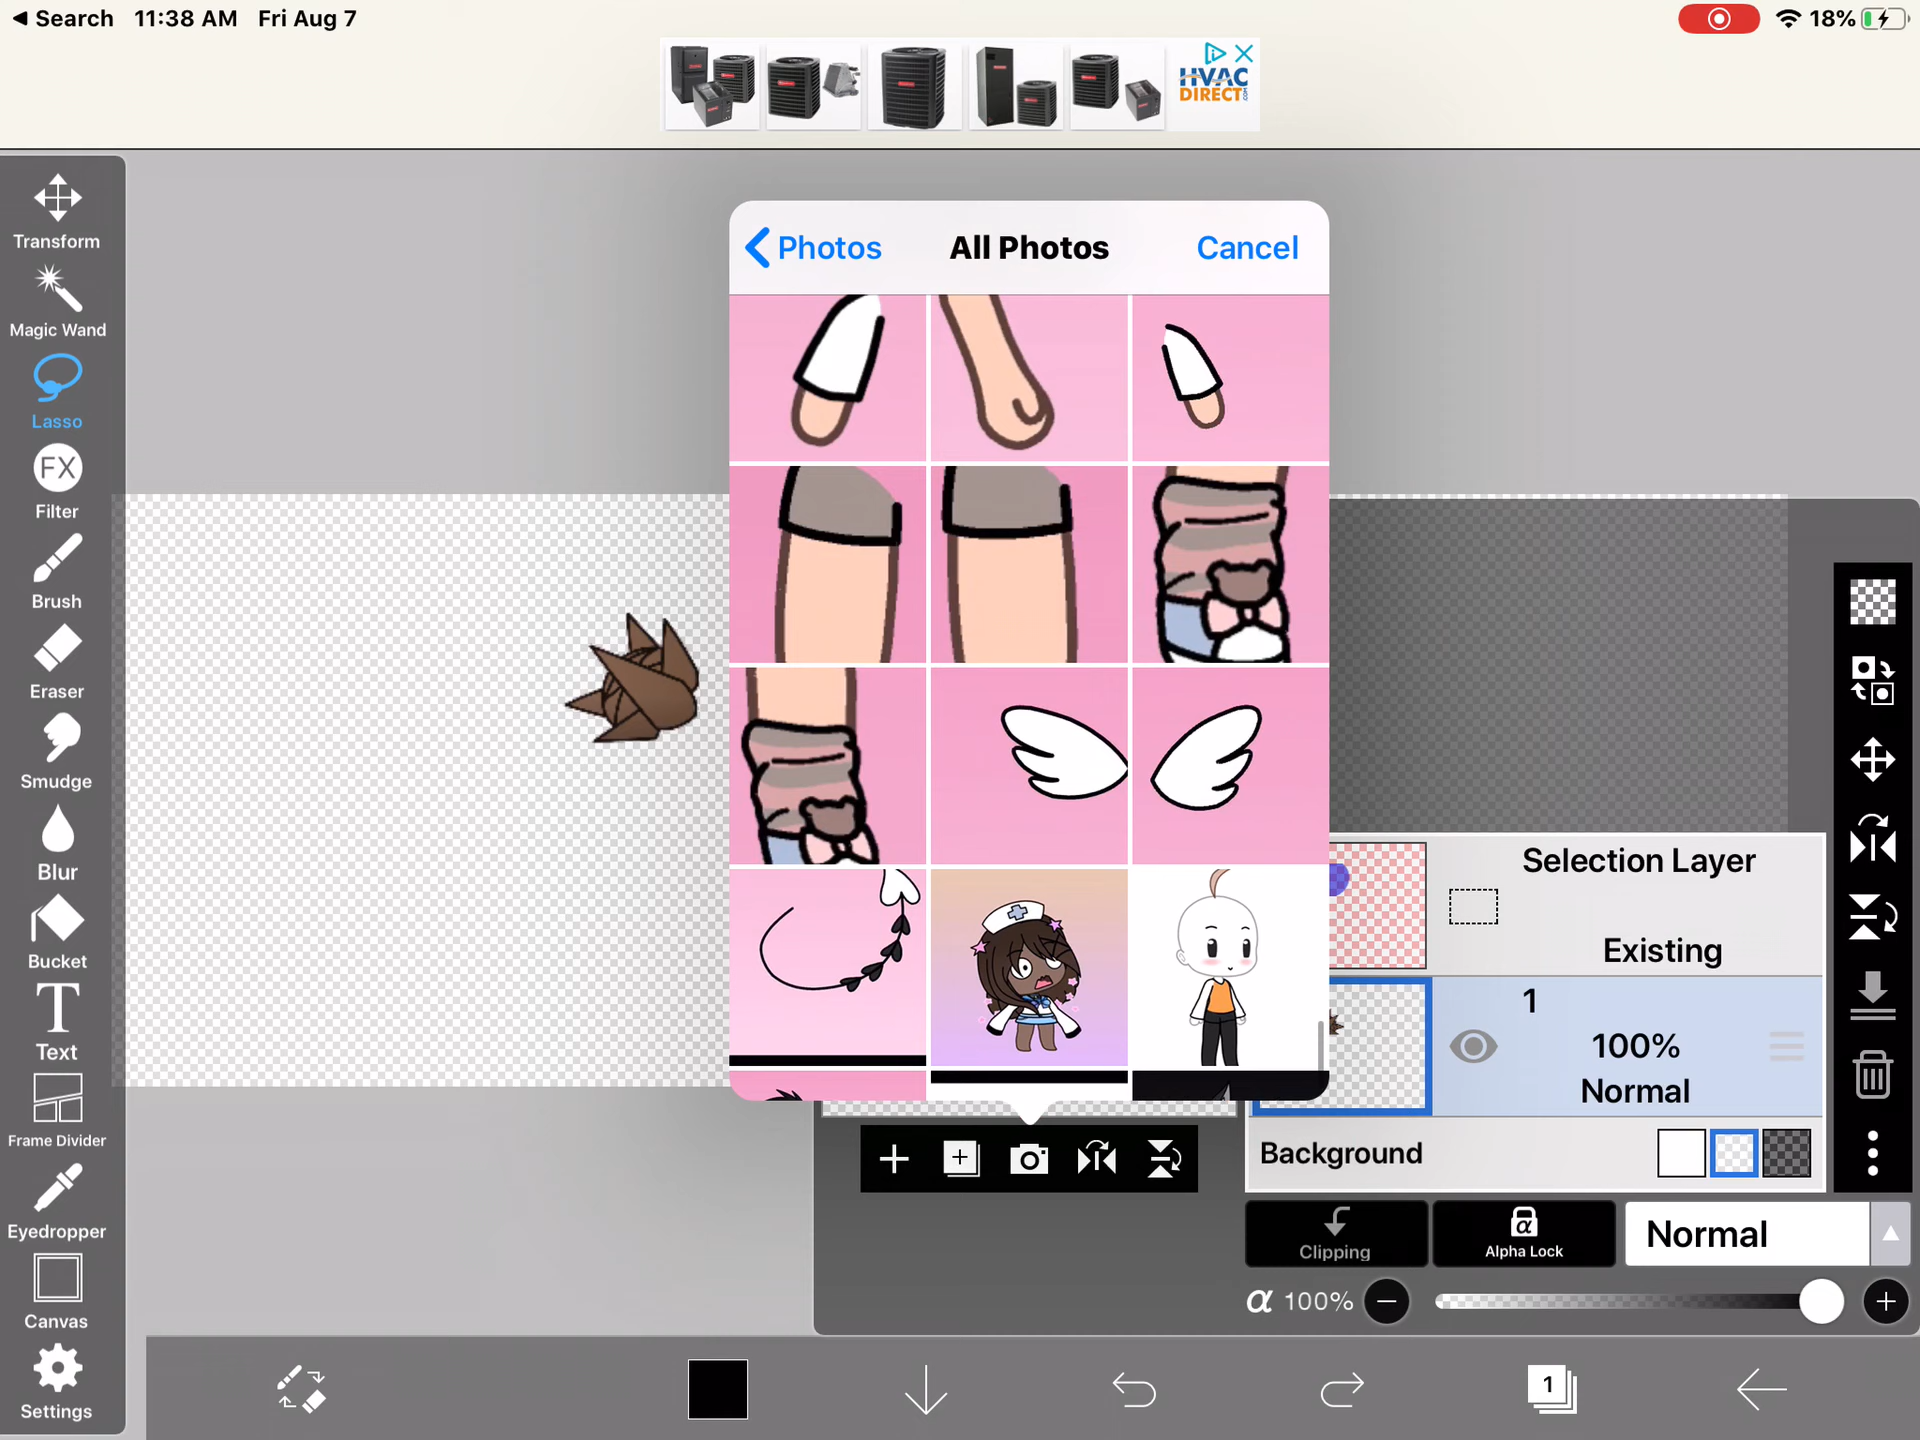 Search 11:38 AM Fri Aug 7
18%
HVAC
DIRECT.COM
Transform
Magic Wand
Lasso
FX
Filter
Brush
Eraser
Smudge
Blur
Bucket
T
Text
Frame Divider
Eyedropper
Canvas
Settings
Photos All Photos Cancel
Selection Layer
Existing
1
100%
Normal
Background
Clipping
α
Alpha Lock
Normal
α 100%
1